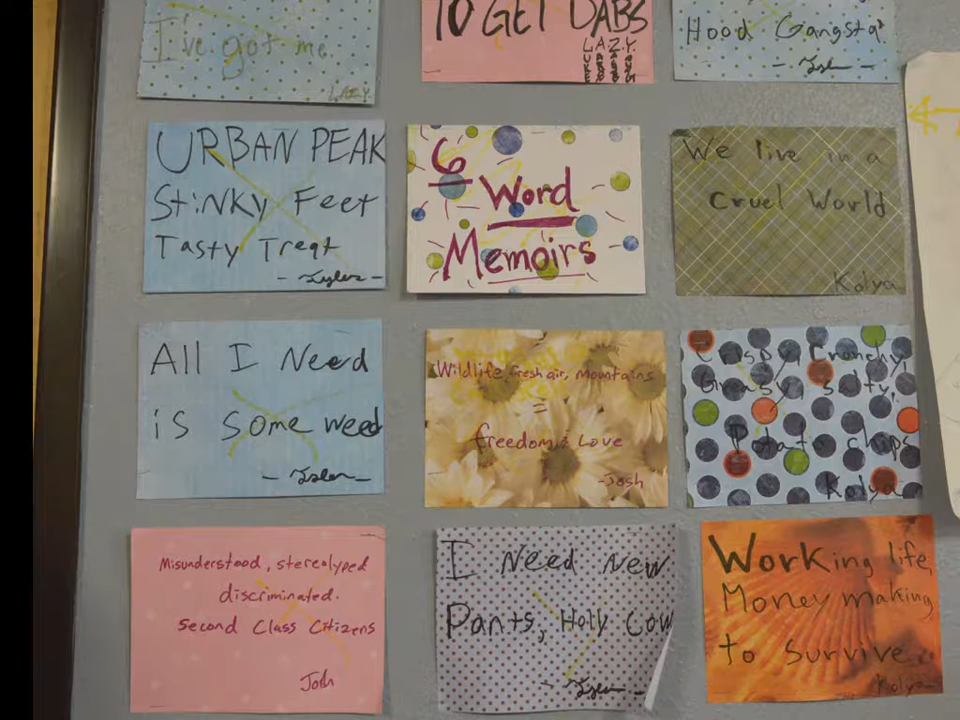 I've got me.
L.A.Z.Y.
TO GET DABS
L.A.Z.Y.
Hood Gangsta'
URBAN PEAK
StiNKy Feet
Tasty Treat
-Tyler-
6
Word
Memoirs
We live in a
Cruel World
Kolya
All I Need
is Some weed
-Tyler-
Wildlife, fresh air, mountains
=
freedom & Love
-Josh
Crispy, Crunchy,
Greasy, salty,
Potato chips
Kolya
Misunderstood, stereotyped
discriminated.
Second Class Citizens
Josh
I Need New
Pants, Holy Cow
-Tyler-
Working life,
Money making
to Survive
Kolya